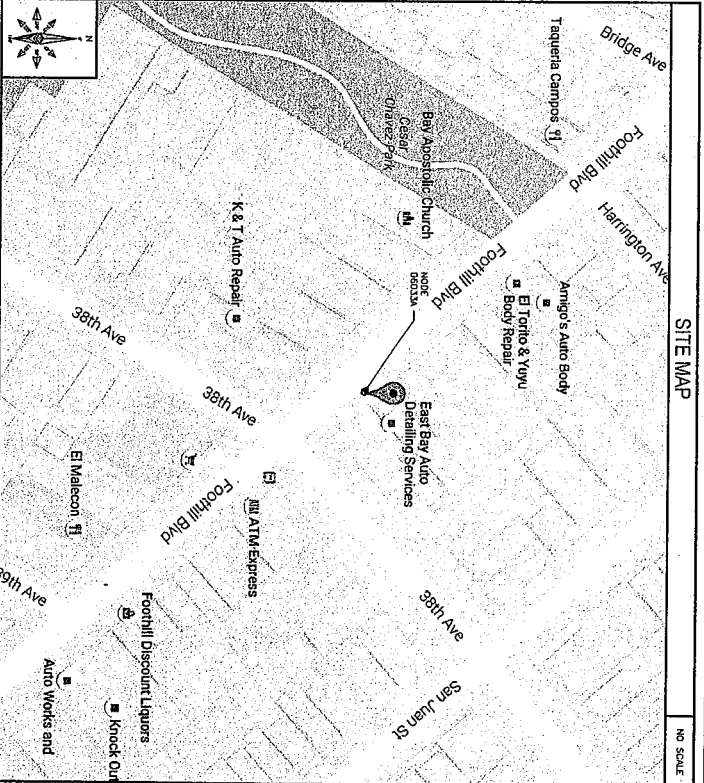 SITE MAP
NO SCALE
N
Bridge Ave
Taqueria Campos
Foothill Blvd
Harrington Ave
Bay Apostolic Church
Cesar
Chavez Park
Foothill Blvd
Amigo's Auto Body
El Torito & Yuyu
Body Repair
NODE
06033A
K & T Auto Repair
East Bay Auto
Detailing Services
38th Ave
38th Ave
38th Ave
El Malecon
Foothill Blvd
ATM ATM Express
San Juan St
39th Ave
Foothill Discount Liquors
Auto Works and
Knock Out